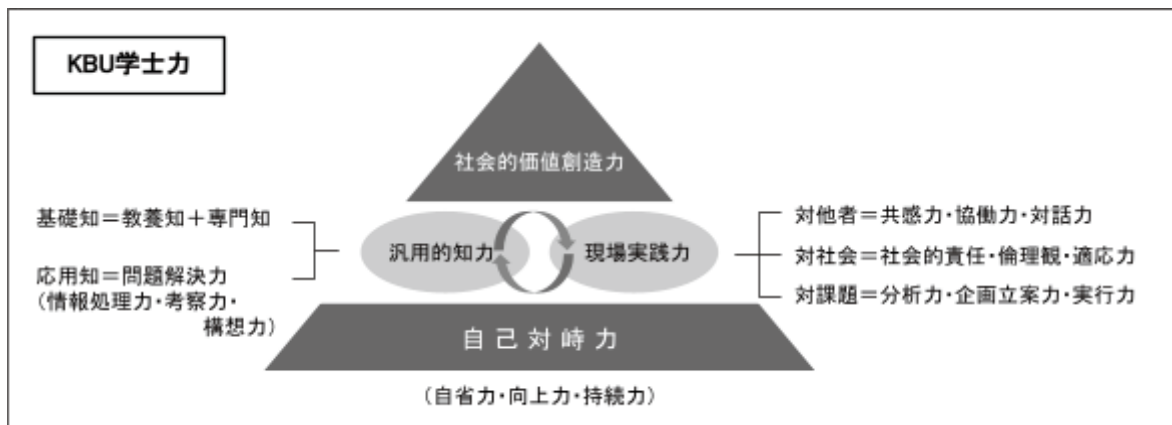 KBU学士力
社会的価値創造力
基礎知＝教養知＋専門知
応用知＝問題解決力
（情報処理力・考察力・
構想力）
汎用的知力
現場実践力
対他者＝共感力・協働力・対話力
対社会＝社会的責任・倫理観・適応力
対課題＝分析力・企画立案力・実行力
自己対峙力
（自省力・向上力・持続力）